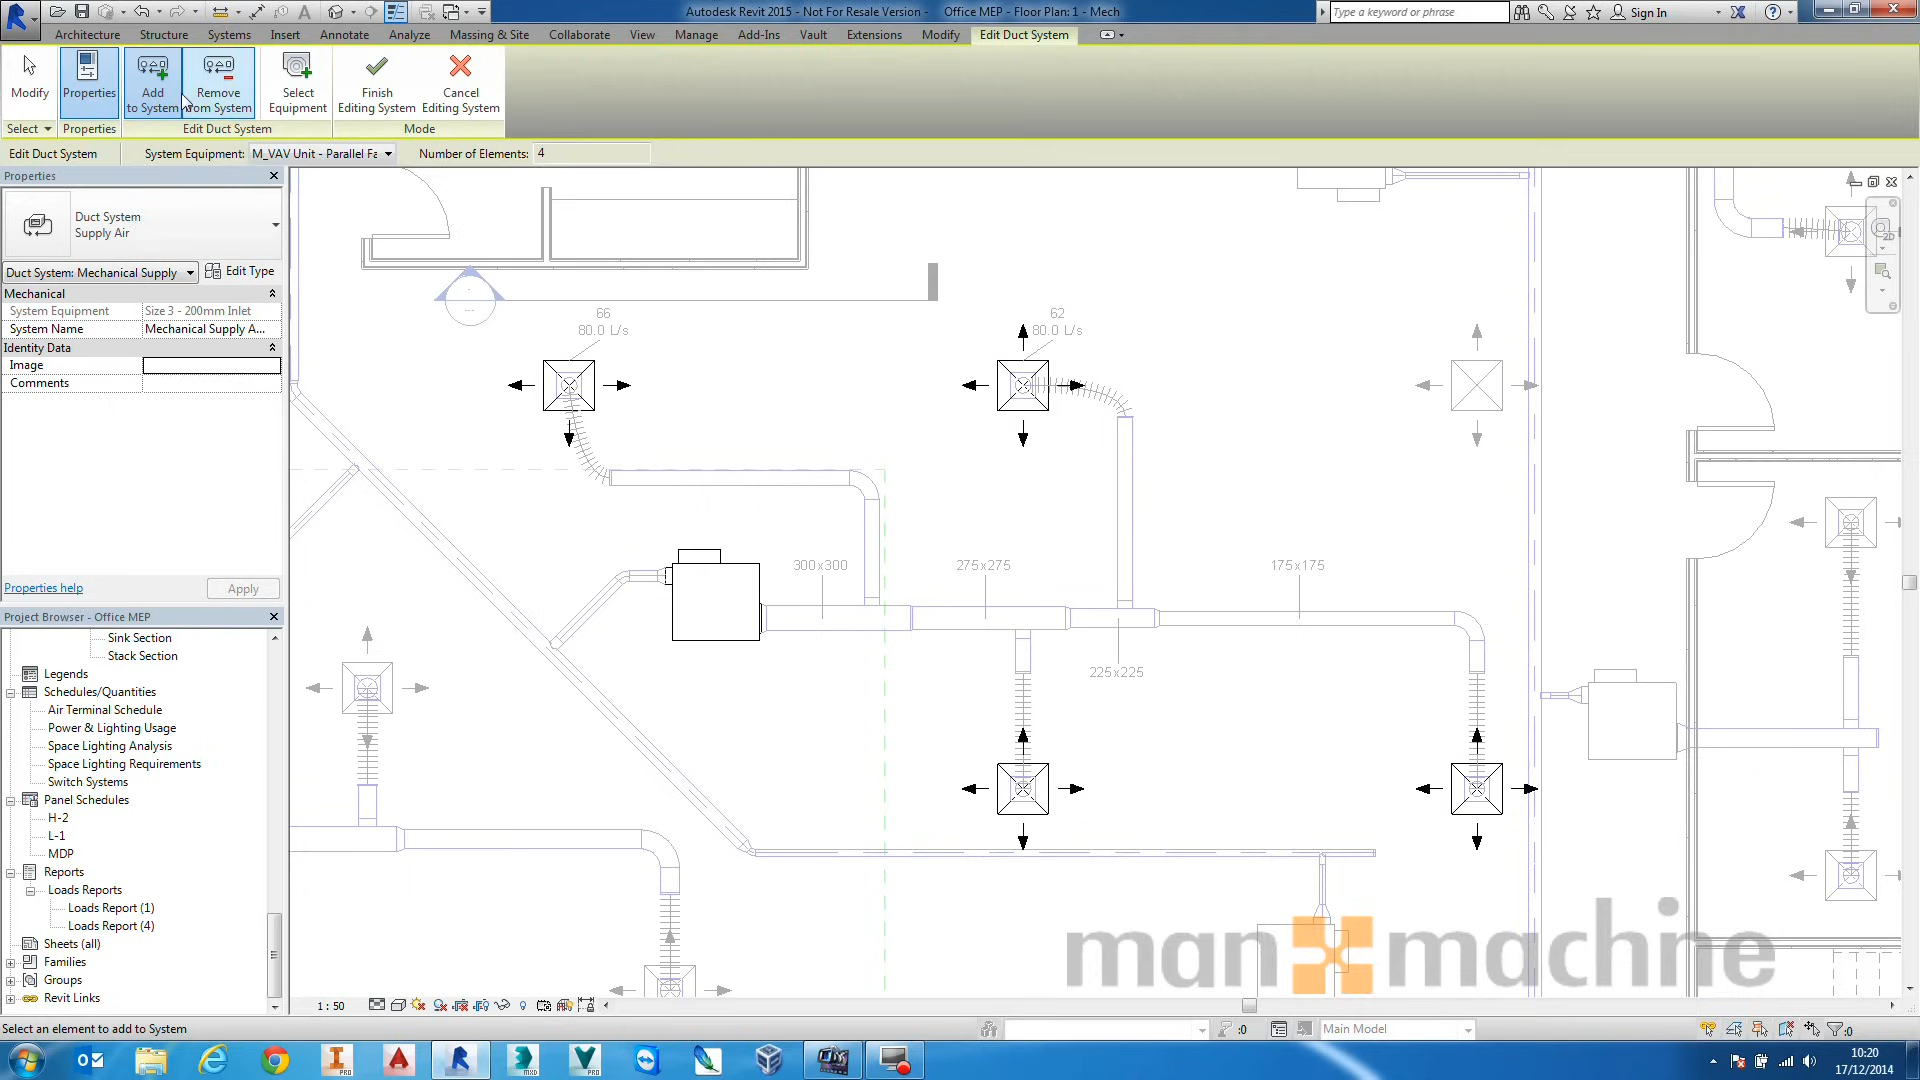 Autodesk Revit 2015 - Not For Resale Version - Office MEP - Floor Plan: 1 - Mech
Type a keyword or phrase
Sign In
Architecture Structure Systems Insert Annotate Analyze Massing & Site Collaborate View Manage Add-Ins Vault Extensions Modify Edit Duct System
Modify
Properties
Add
to System
Remove
from System
Select
Equipment
Finish
Editing System
Cancel
Editing System
Select
Properties
Edit Duct System
Mode
Edit Duct System
System Equipment: M_VAV Unit - Parallel Fa
Number of Elements: 4
Properties
Duct System
Supply Air
Duct System: Mechanical Supply
Edit Type
Mechanical
System Equipment Size 3 - 200mm Inlet
System Name Mechanical Supply A...
Identity Data
Image
Comments
Properties help
Apply
Project Browser - Office MEP
Sink Section
Stack Section
Legends
Schedules/Quantities
Air Terminal Schedule
Power & Lighting Usage
Space Lighting Analysis
Space Lighting Requirements
Switch Systems
Panel Schedules
H-2
L-1
MDP
Reports
Loads Reports
Loads Report (1)
Loads Report (4)
Sheets (all)
Families
Groups
Revit Links
66
80.0 L/s
62
80.0 L/s
300x300
275x275
175x175
225x225
2D
man machine
1 : 50
Select an element to add to System
:0
Main Model
:0
10:20
17/12/2014